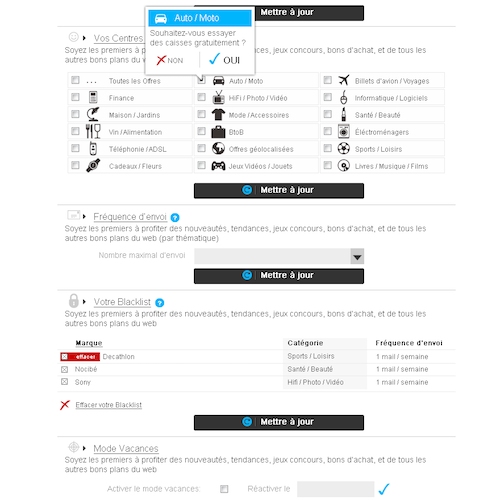 Mettre à jour
Auto / Moto
Souhaitez-vous essayer
des caisses gratuitement ?
NON
OUI
Vos Centres
Soyez les premiers à profiter des nouveautés, tendances, jeux concours, bons d'achat, et de tous les
autres bons plans du web
Toutes les Offres
Auto / Moto
Billets d'avion / Voyages
Finance
HiFi / Photo / Vidéo
Informatique / Logiciels
Maison / Jardins
Mode / Accessoires
Santé / Beauté
Vin / Alimentation
BtoB
Electroménagers
Téléphonie / ADSL
Offres géolocalisées
Sports / Loisirs
Cadeaux / Fleurs
Jeux Vidéos / Jouets
Livres / Musique / Films
Mettre à jour
Fréquence d'envoi ?
Soyez les premiers à profiter des nouveautés, tendances, jeux concours, bons d'achat, et de tous les
autres bons plans du web (par thématique)
Nombre maximal d'envoi
Mettre à jour
Votre Blacklist ?
Soyez les premiers à profiter des nouveautés, tendances, jeux concours, bons d'achat, et de tous les
autres bons plans du web
Marque Catégorie Fréquence d'envoi
effacer Decathlon Sports / Loisirs 1 mail / semaine
Nocibé Santé / Beauté 1 mail / semaine
Sony Hifi / Photo / Vidéo 1 mail / semaine
Effacer votre Blacklist
Mettre à jour
Mode Vacances
Soyez les premiers à profiter des nouveautés, tendances, jeux concours, bons d'achat, et de tous les
autres bons plans du web
Activer le mode vacances Réactiver le